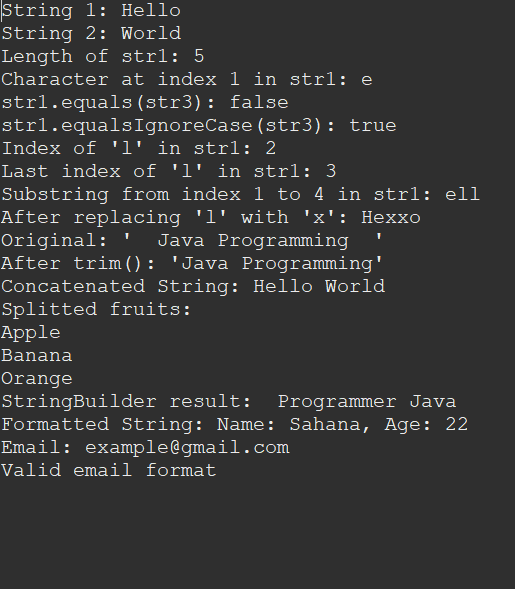 String 1: Hello
String 2: World
Length of str1: 5
Character at index 1 in str1: e
str1.equals(str3): false
str1.equalsIgnoreCase(str3): true
Index of 'l' in str1: 2
Last index of 'l' in str1: 3
Substring from index 1 to 4 in str1: ell
After replacing 'l' with 'x': Hexxo
Original: '  Java Programming  '
After trim(): 'Java Programming'
Concatenated String: Hello World
Splitted fruits:
Apple
Banana
Orange
StringBuilder result:  Programmer Java
Formatted String: Name: Sahana, Age: 22
Email: example@gmail.com
Valid email format